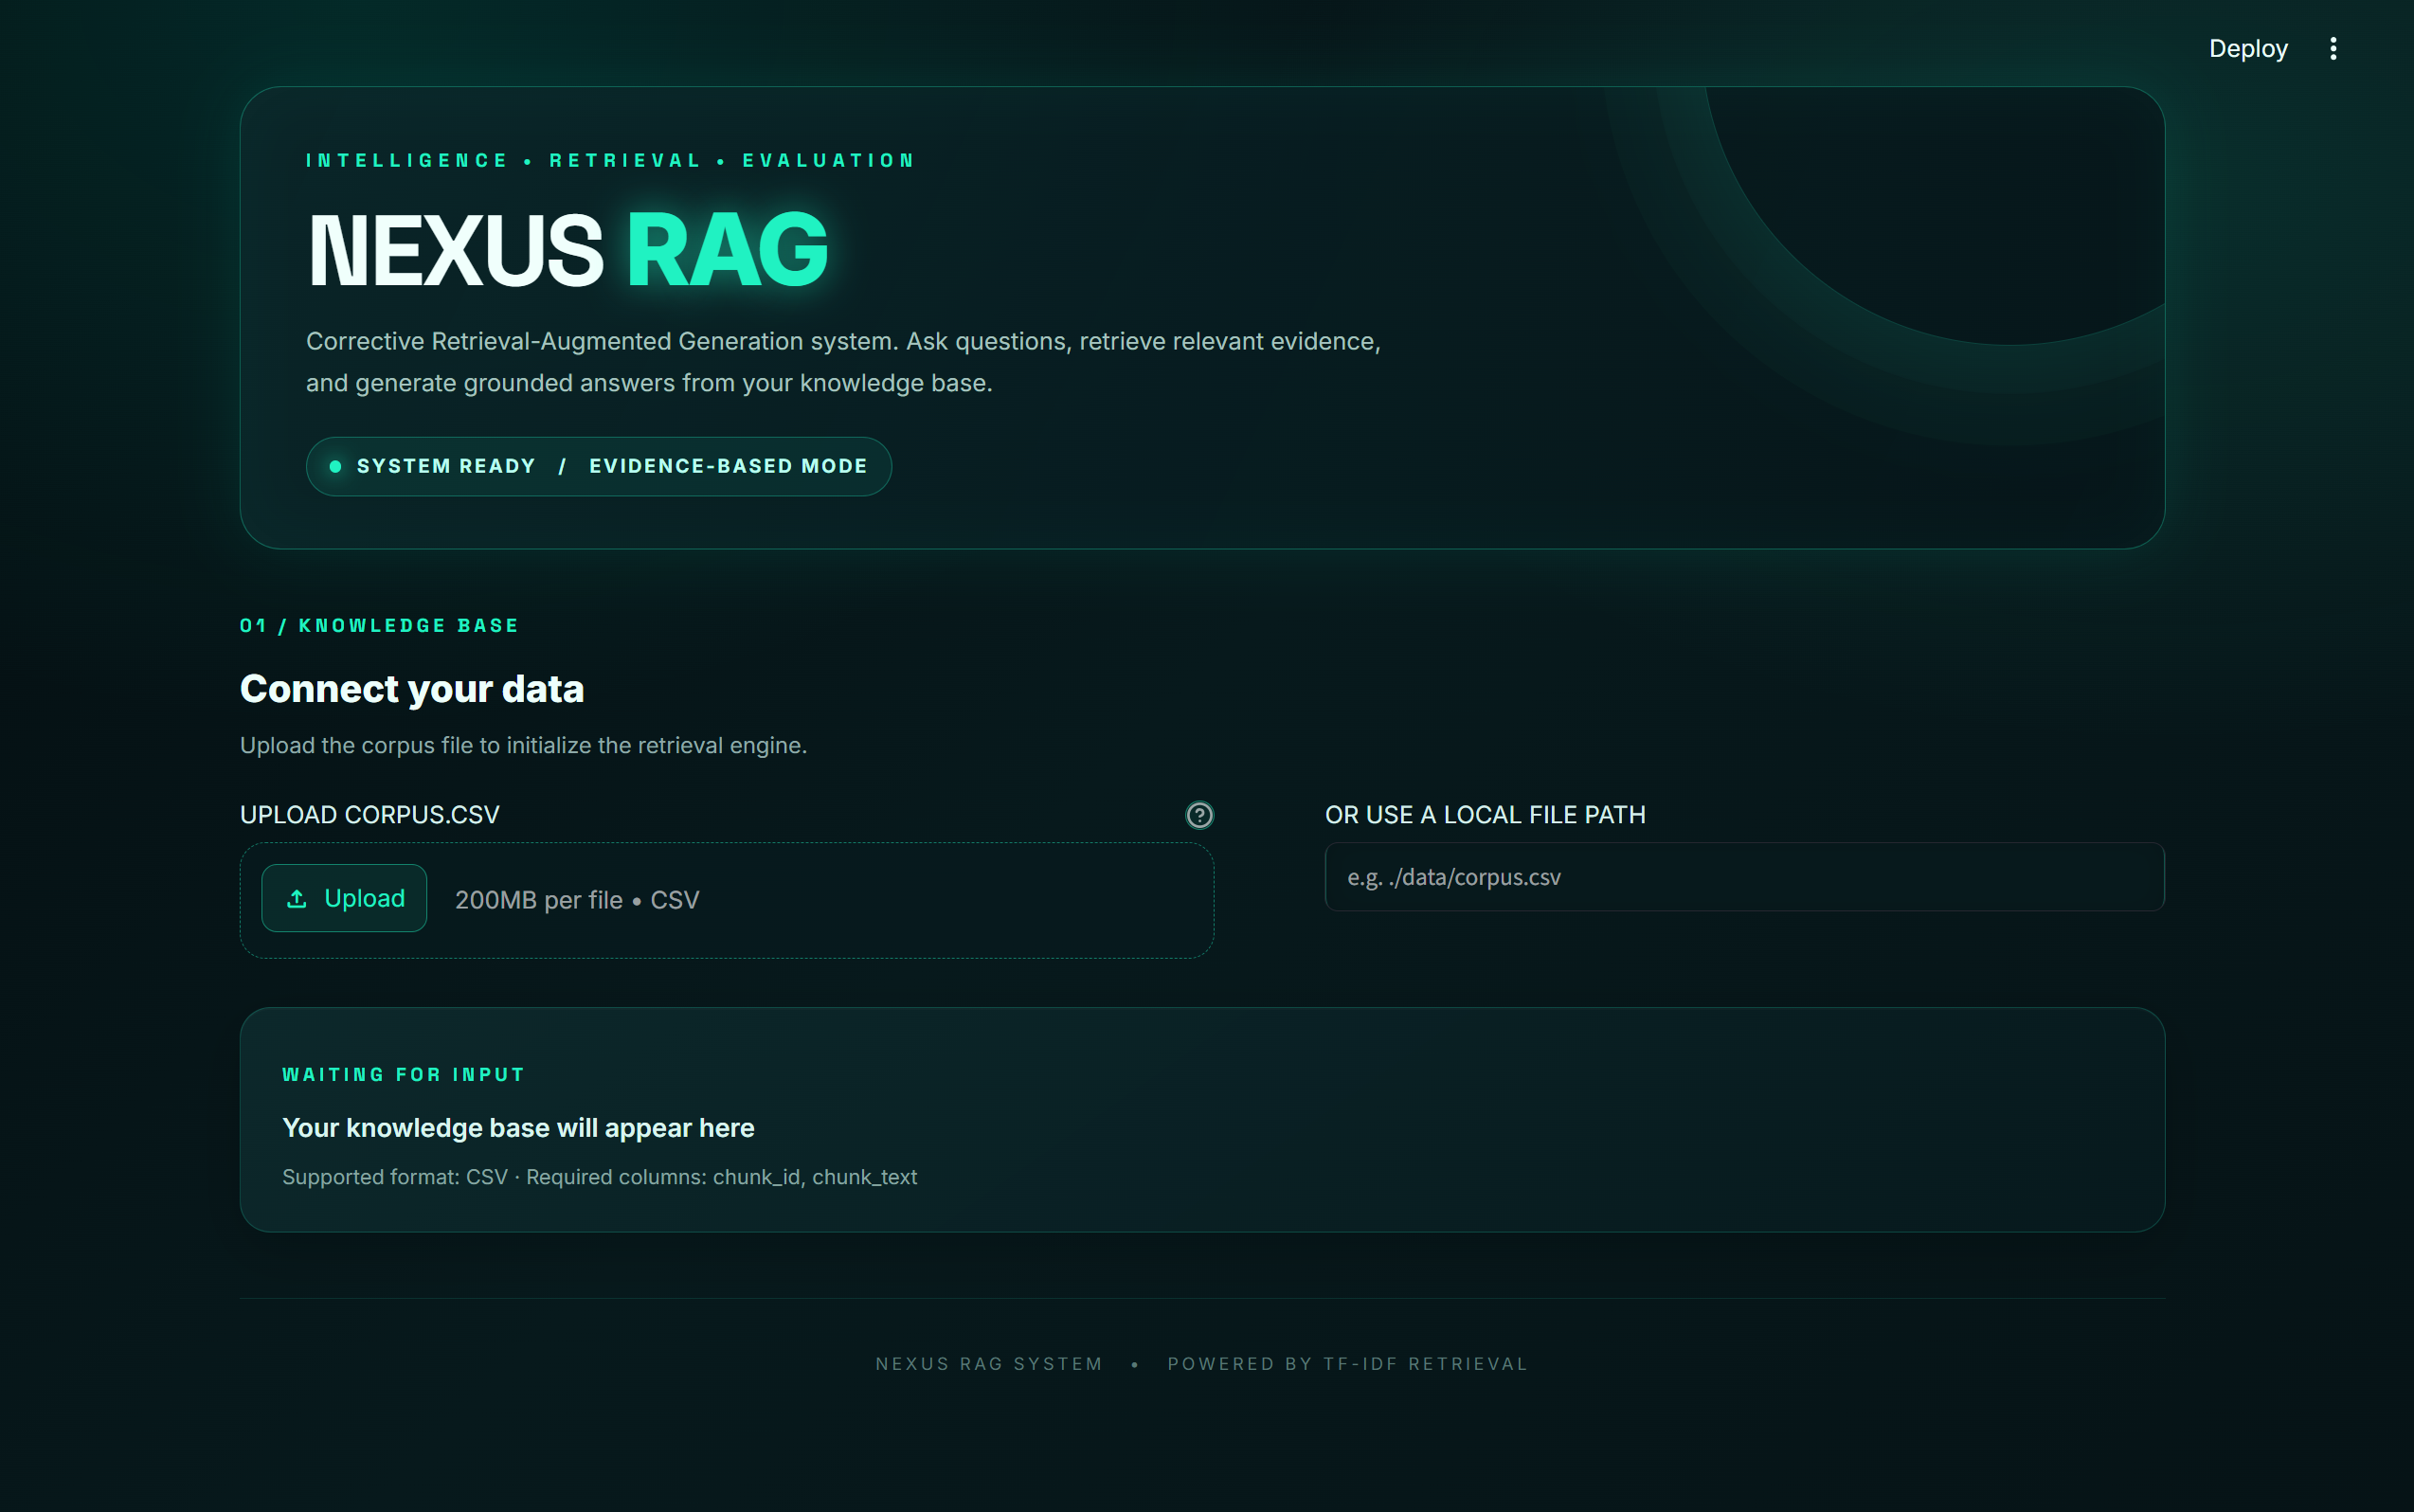 Deploy
INTELLIGENCE • RETRIEVAL • EVALUATION
NEXUS RAG
Corrective Retrieval-Augmented Generation system. Ask questions, retrieve relevant evidence,
and generate grounded answers from your knowledge base.
SYSTEM READY / EVIDENCE-BASED MODE
01 / KNOWLEDGE BASE
Connect your data
Upload the corpus file to initialize the retrieval engine.
UPLOAD CORPUS.CSV
Upload 200MB per file • CSV
OR USE A LOCAL FILE PATH
e.g. ./data/corpus.csv
WAITING FOR INPUT
Your knowledge base will appear here
Supported format: CSV · Required columns: chunk_id, chunk_text
NEXUS RAG SYSTEM • POWERED BY TF-IDF RETRIEVAL